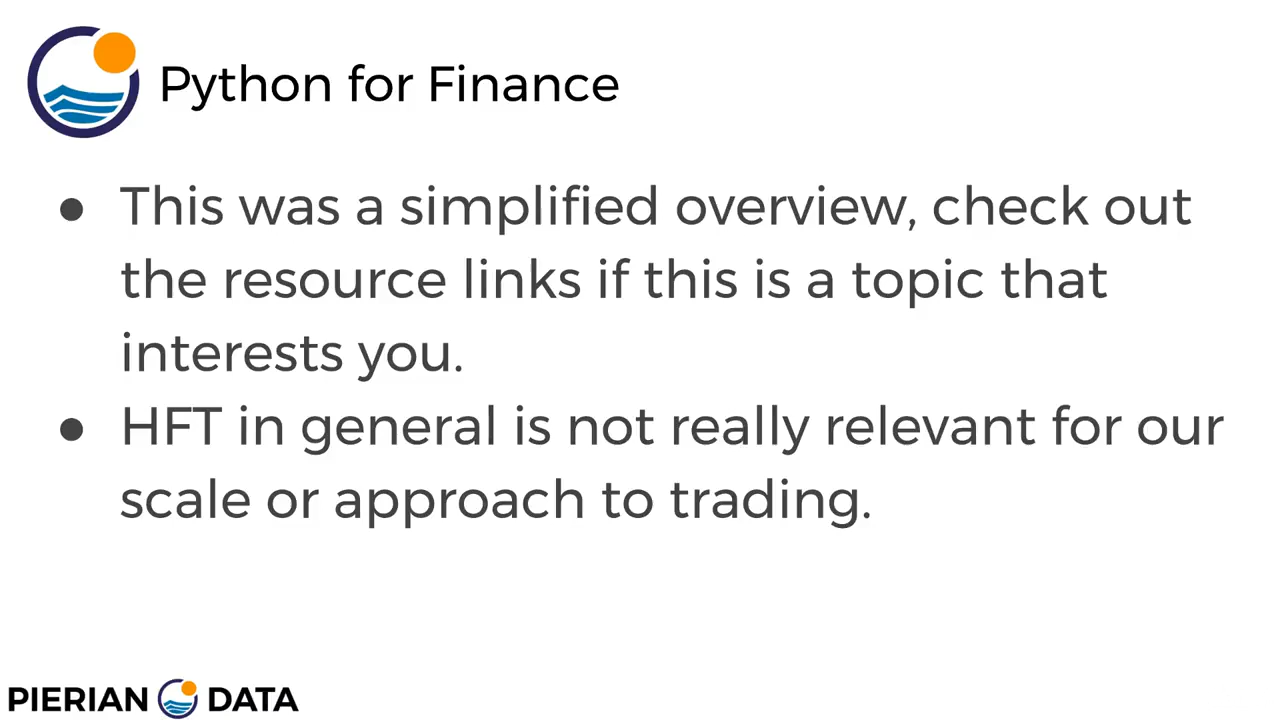 Python for Finance
● This was a simplified overview, check out
the resource links if this is a topic that
interests you.
● HFT in general is not really relevant for our
scale or approach to trading.
PIERIAN DATA